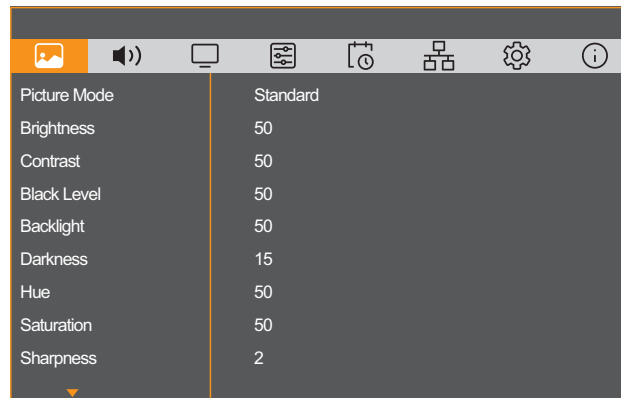 Picture Mode Standard
Brightness 50
Contrast 50
Black Level 50
Backlight 50
Darkness 15
Hue 50
Saturation 50
Sharpness 2